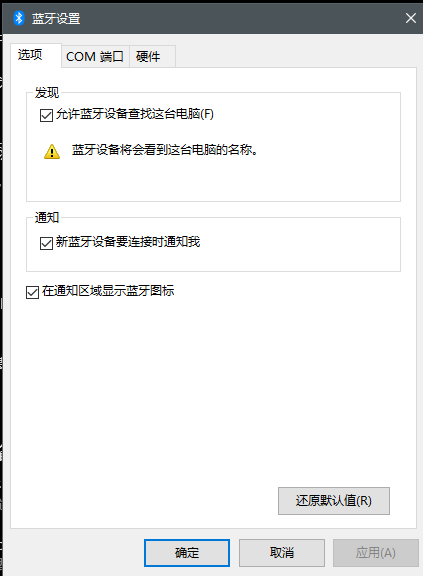 蓝牙设置
选项 COM 端口 硬件
发现
允许蓝牙设备查找这台电脑(F)
蓝牙设备将会看到这台电脑的名称。
通知
新蓝牙设备要连接时通知我
在通知区域显示蓝牙图标
还原默认值(R)
确定 取消 应用(A)